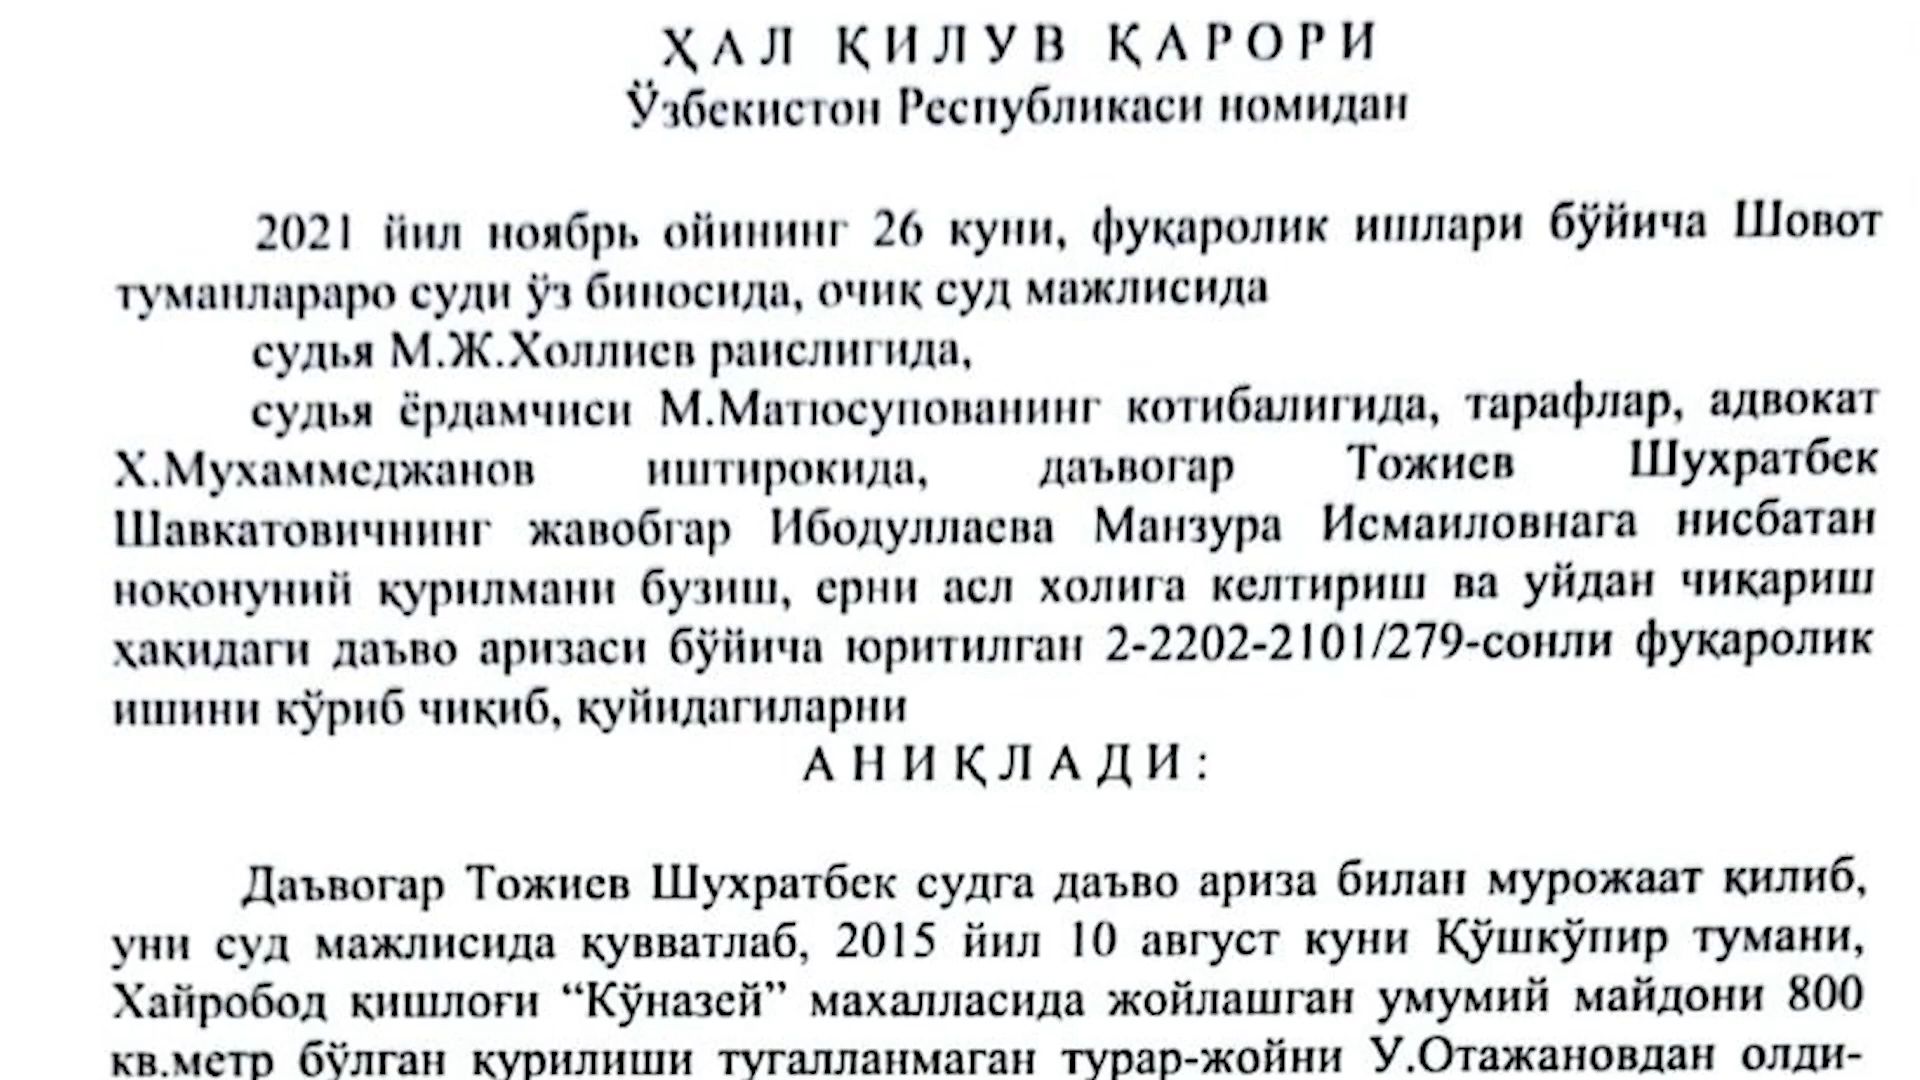 ҲАЛ ҚИЛУВ ҚАРОРИ
Ўзбекистон Республикаси номидан
2021 йил ноябрь ойининг 26 куни, фуқаролик ишлари бўйича Шовот
туманлараро суди ўз биносида, очиқ суд мажлисида
судья М.Ж.Холлиев раислигида,
судья ёрдамчиси М.Матюсупованинг котибалигида, тарафлар, адвокат
Х.Мухаммеджанов иштирокида, даъвогар Тожиев Шухратбек
Шавкатовичнинг жавобгар Ибодуллаева Манзура Исмаиловнага нисбатан
ноқонуний қурилмани бузиш, ерни асл холига келтириш ва уйдан чиқариш
ҳақидаги даъво аризаси бўйича юритилган 2-2202-2101/279-сонли фуқаролик
ишини кўриб чиқиб, қуйидагиларни
АНИҚЛАДИ:
Даъвогар Тожиев Шухратбек судга даъво ариза билан мурожаат қилиб,
уни суд мажлисида қувватлаб, 2015 йил 10 август куни Қўшкўпир тумани,
Хайробод қишлоғи “Кўназей” махалласида жойлашган умумий майдони 800
кв.метр бўлган қурилиши тугалланмаган турар-жойни У.Отажановдан олди-